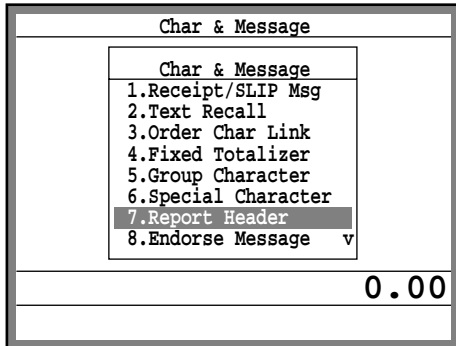 Char & Message
Char & Message
1.Receipt/SLIP Msg
2.Text Recall
3.Order Char Link
4.Fixed Totalizer
5.Group Character
6.Special Character
7.Report Header
8.Endorse Message v
0.00